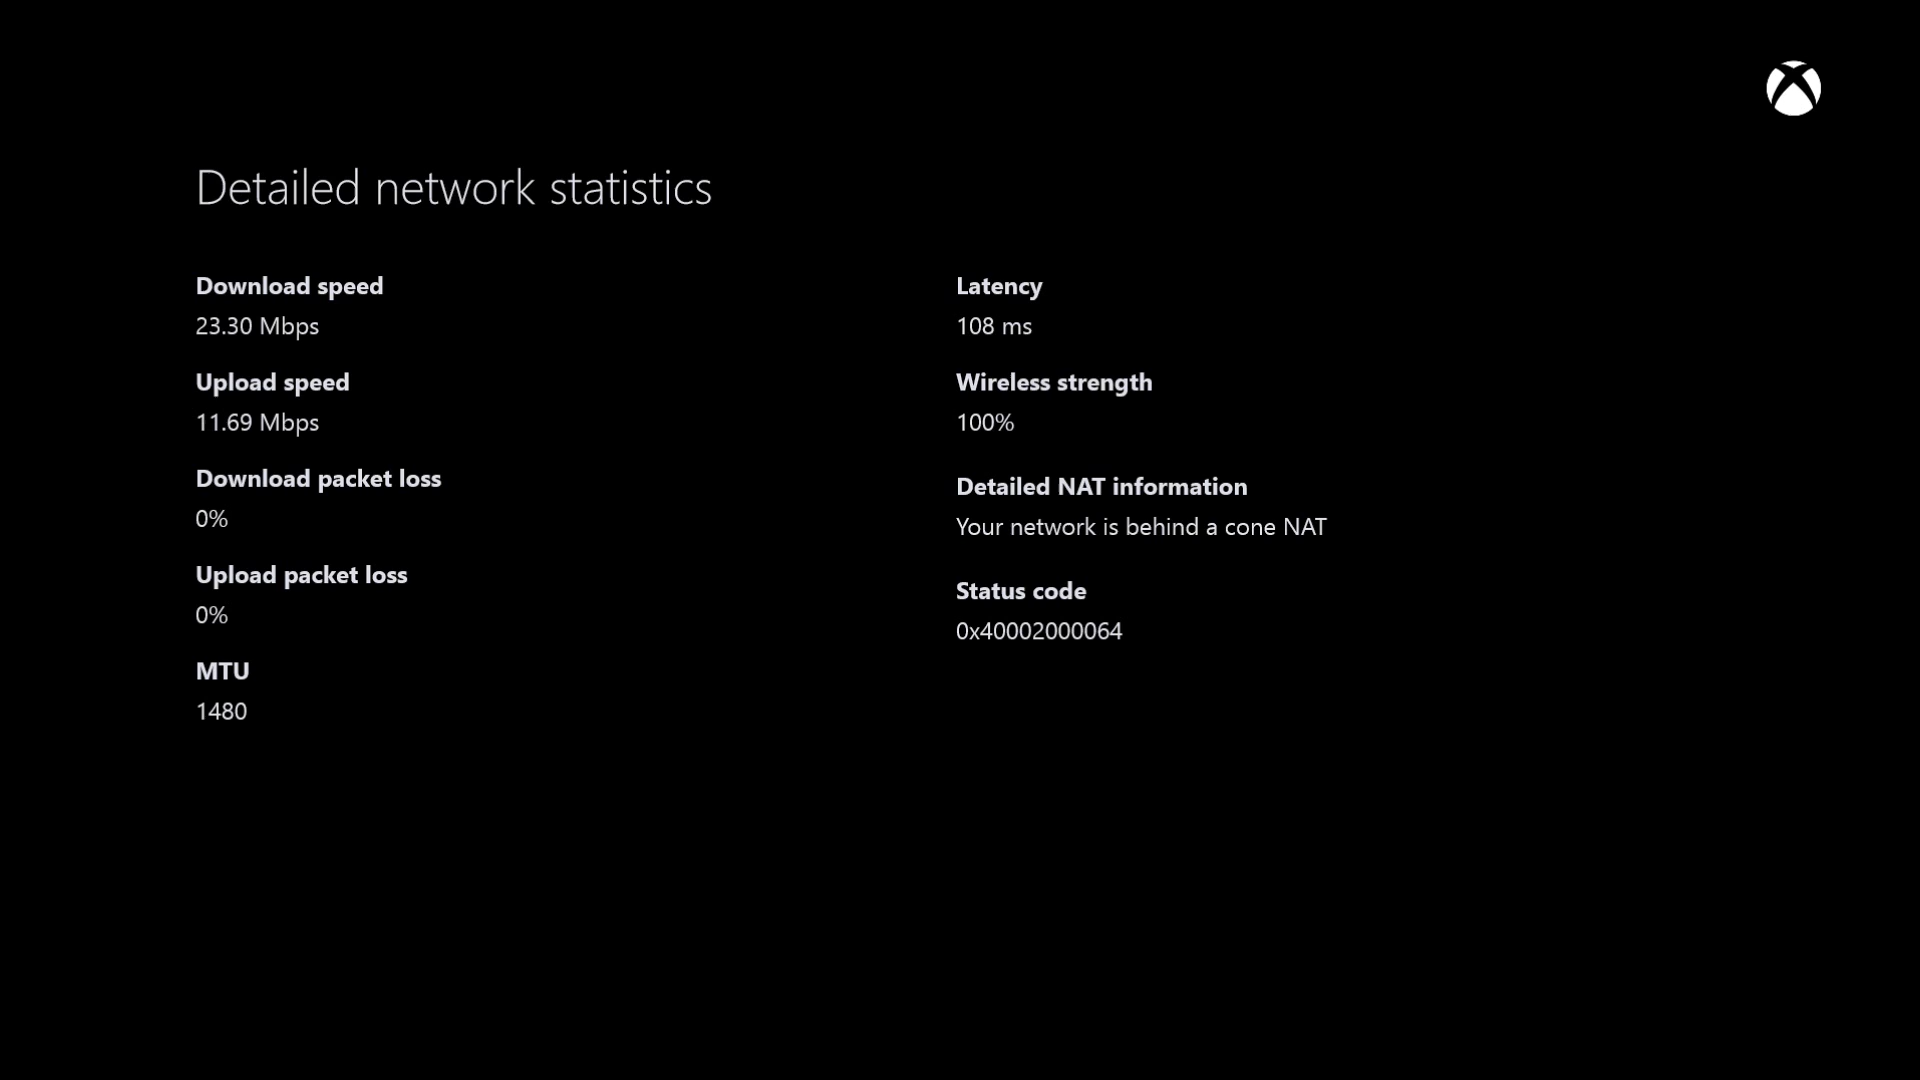 Detailed network statistics
Download speed
23.30 Mbps
Upload speed
11.69 Mbps
Download packet loss
0%
Upload packet loss
0%
MTU
1480
Latency
108 ms
Wireless strength
100%
Detailed NAT information
Your network is behind a cone NAT
Status code
0x40002000064